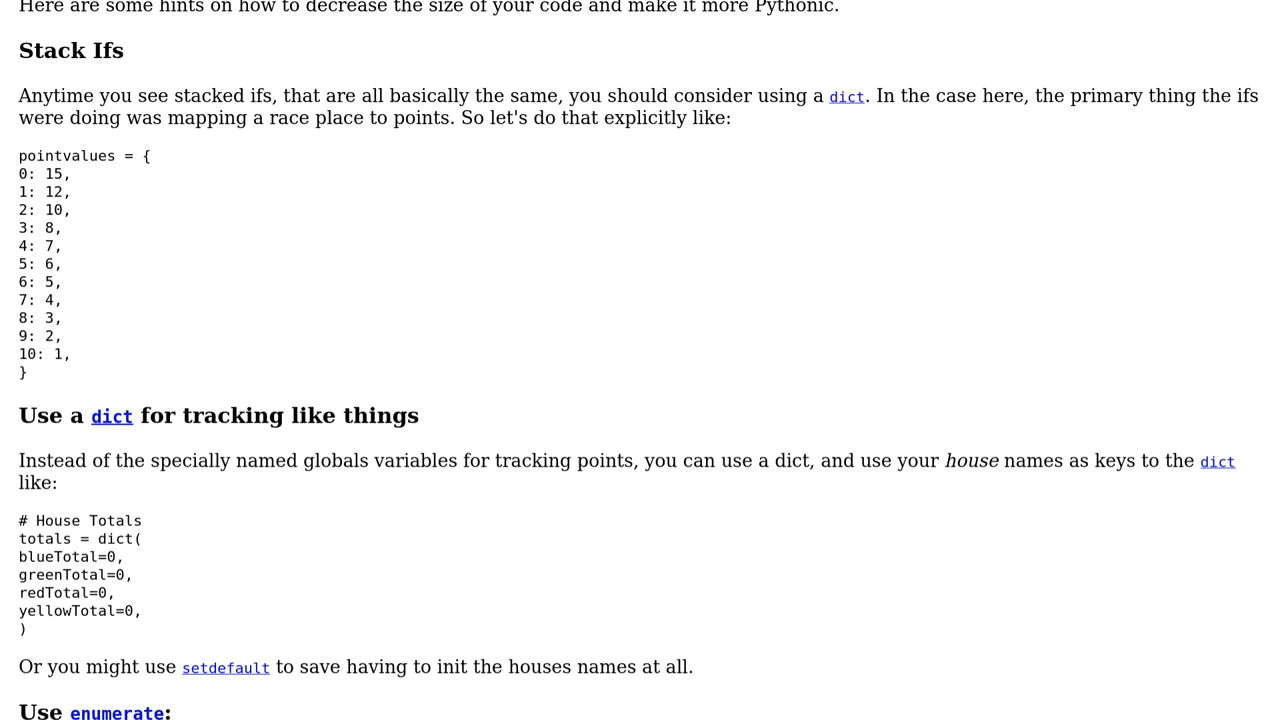 Here are some hints on how to decrease the size of your code and make it more Pythonic.
Stack Ifs
Anytime you see stacked ifs, that are all basically the same, you should consider using a dict. In the case here, the primary thing the ifs
were doing was mapping a race place to points. So let's do that explicitly like:
pointvalues = {
0: 15,
1: 12,
2: 10,
3: 8,
4: 7,
5: 6,
6: 5,
7: 4,
8: 3,
9: 2,
10: 1,
}
Use a dict for tracking like things
Instead of the specially named globals variables for tracking points, you can use a dict, and use your house names as keys to the dict
like:
# House Totals
totals = dict(
blueTotal=0,
greenTotal=0,
redTotal=0,
yellowTotal=0,
)
Or you might use setdefault to save having to init the houses names at all.
Use enumerate: